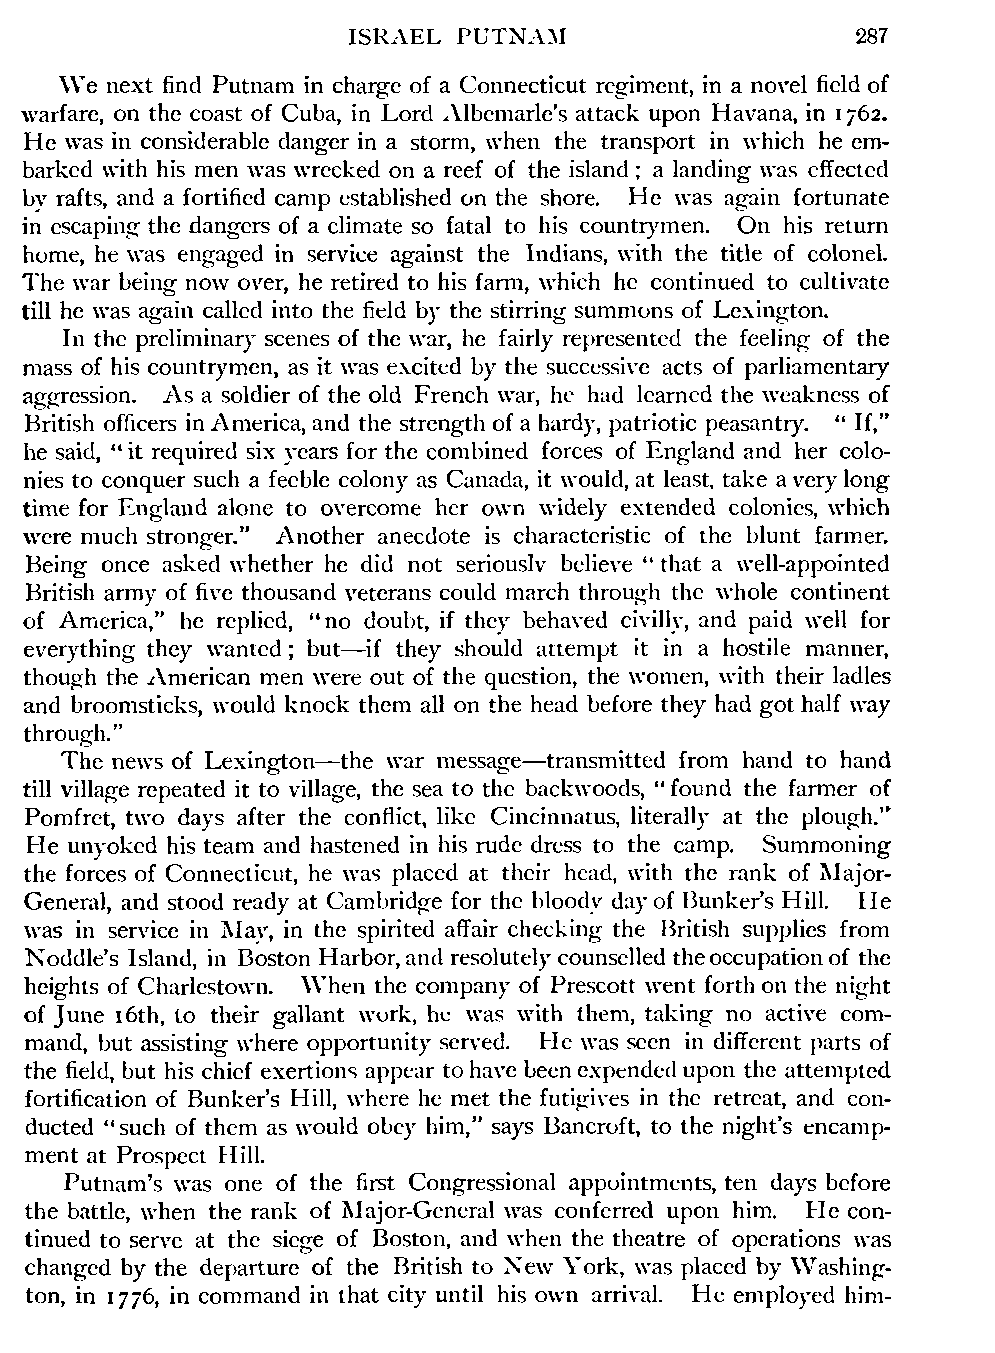 ISRAEL PUTNAM 287
We next find Putnam in charge of a Connecticut regiment, in a novel field of
warfare, on the coast of Cuba, in Lord Albemarle's attack upon Havana, in 1762.
He was in considerable danger in a storm, when the transport in which he em-
barked with his men was wrecked on a reef of the island; a landing was effected
by rafts, and a fortified camp established on the shore. He was again fortunate
in escaping the dangers of a climate so fatal to his countrymen. On his return
home, he was engaged in service against the Indians, with the title of colonel.
The war being now over, he retired to his farm, which he continued to cultivate
till he was again called into the field by the stirring summons of Lexington.
In the preliminary scenes of the war, he fairly represented the feeling of the
mass of his countrymen, as it was excited by the successive acts of parliamentary
aggression. As a soldier of the old French war, he had learned the weakness of
British officers in America, and the strength of a hardy, patriotic peasantry. "If,"
he said, "it required six years for the combined forces of England and her colo-
nies to conquer such a feeble colony as Canada, it would, at least, take a very long
time for England alone to overcome her own widely extended colonies, which
were much stronger." Another anecdote is characteristic of the blunt farmer.
Being once asked whether he did not seriously believe "that a well-appointed
British army of five thousand veterans could march through the whole continent
of America," he replied, "no doubt, if they behaved civilly, and paid well for
everything they wanted; but—if they should attempt it in a hostile manner,
though the American men were out of the question, the women, with their ladles
and broomsticks, would knock them all on the head before they had got half way
through."
The news of Lexington—the war message—transmitted from hand to hand
till village repeated it to village, the sea to the backwoods, "found the farmer of
Pomfret, two days after the conflict, like Cincinnatus, literally at the plough."
He unyoked his team and hastened in his rude dress to the camp. Summoning
the forces of Connecticut, he was placed at their head, with the rank of Major-
General, and stood ready at Cambridge for the bloody day of Bunker's Hill. He
was in service in May, in the spirited affair checking the British supplies from
Noddle's Island, in Boston Harbor, and resolutely counselled the occupation of the
heights of Charlestown. When the company of Prescott went forth on the night
of June 16th, to their gallant work, he was with them, taking no active com-
mand, but assisting where opportunity served. He was seen in different parts of
the field, but his chief exertions appear to have been expended upon the attempted
fortification of Bunker's Hill, where he met the futigives in the retreat, and con-
ducted "such of them as would obey him," says Bancroft, to the night's encamp-
ment at Prospect Hill.
Putnam's was one of the first Congressional appointments, ten days before
the battle, when the rank of Major-General was conferred upon him. He con-
tinued to serve at the siege of Boston, and when the theatre of operations was
changed by the departure of the British to New York, was placed by Washing-
ton, in 1776, in command in that city until his own arrival. He employed him-